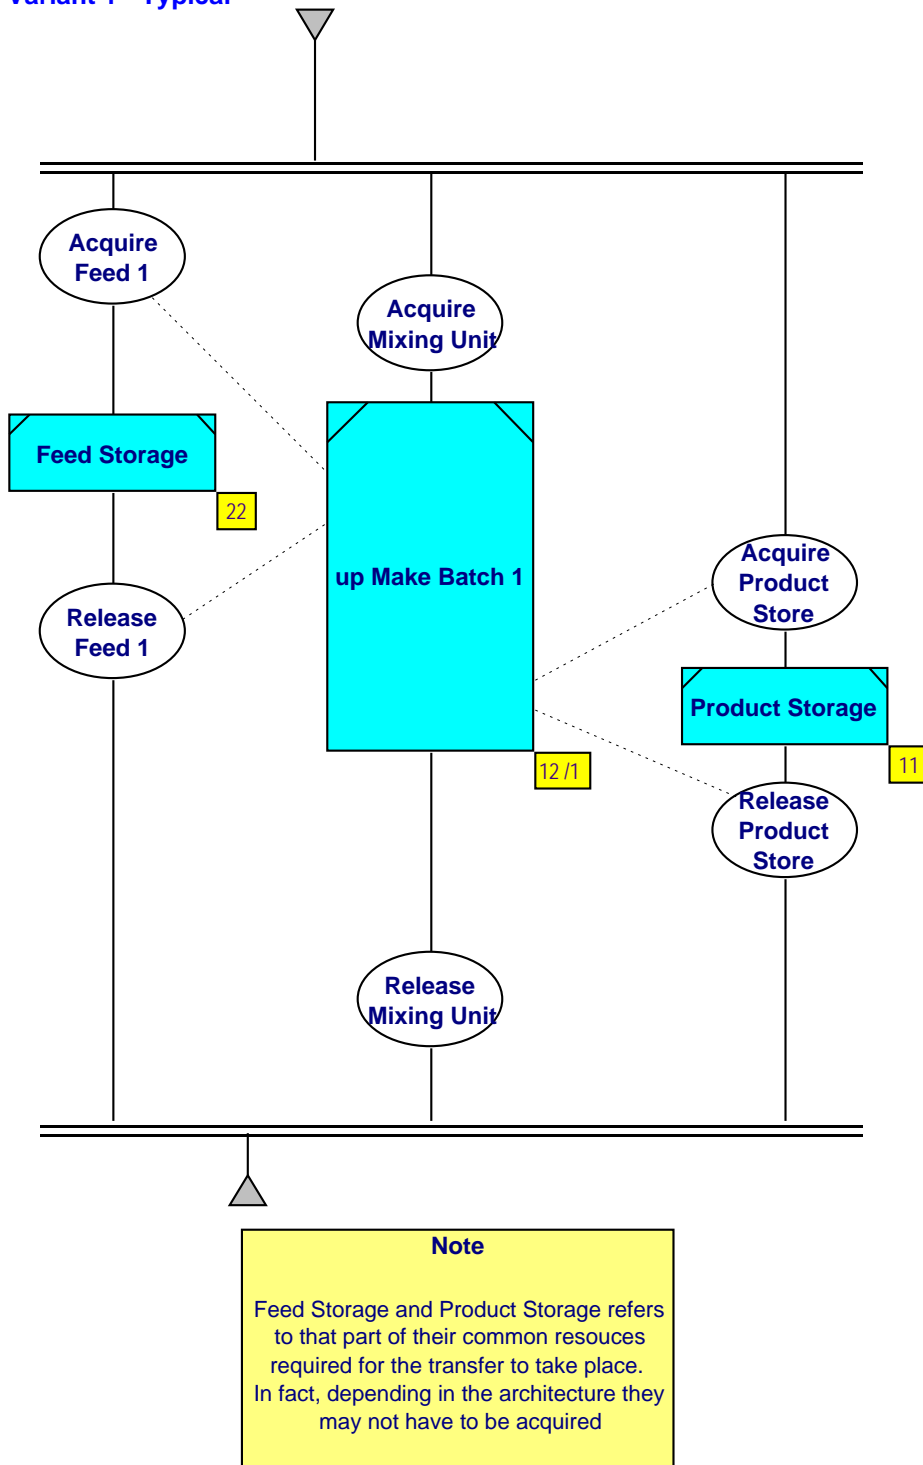 Variant 1 - Typical
Acquire
Feed 1
Acquire
Mixing Unit
Feed Storage
22
up Make Batch 1
Acquire
Product
Store
Release
Feed 1
Product Storage
12 /1
11
Release
Product
Store
Release
Mixing Unit
Note
Feed Storage and Product Storage refers
to that part of their common resouces
required for the transfer to take place.
In fact, depending in the architecture they
may not have to be acquired